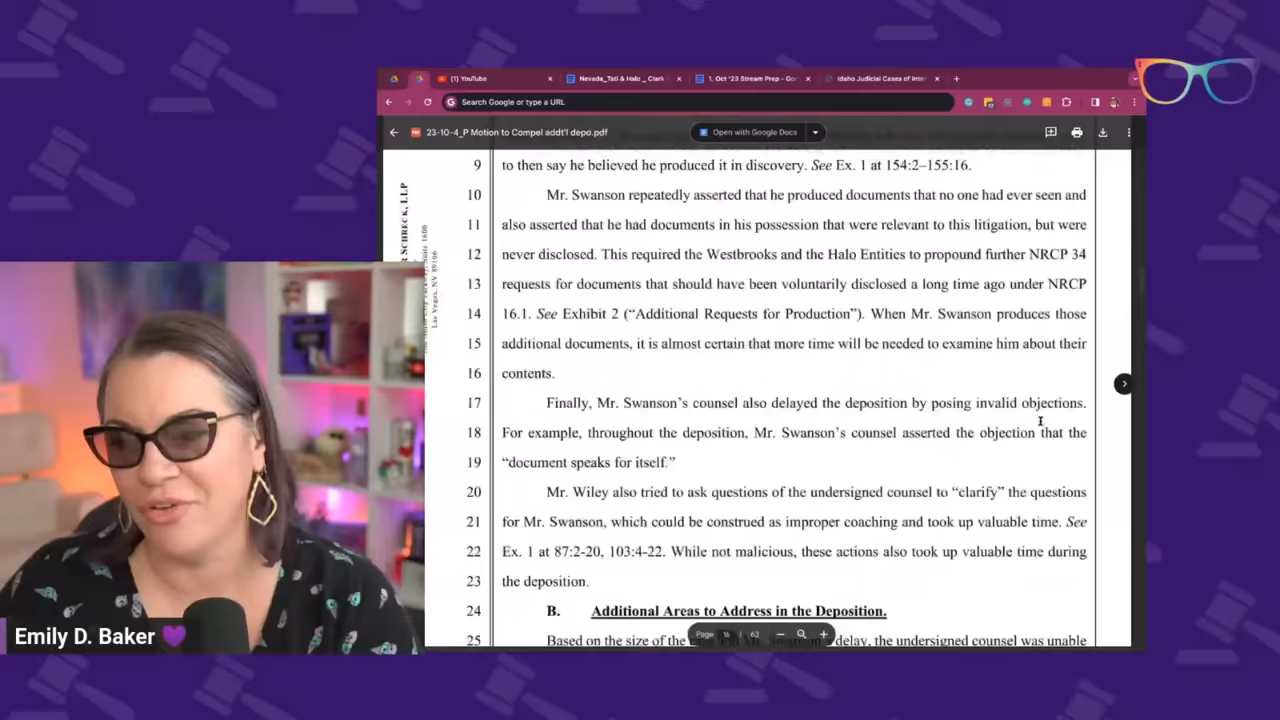 (1) YouTube
Nevada_Tati & Halo _ Clark
1. Oct '23 Stream Prep - Goo
Idaho Judicial Cases of Inter
Search Google or type a URL
23-10-4_P Motion to Compel addt'l depo.pdf
Open with Google Docs
9 to then say he believed he produced it in discovery. See Ex. 1 at 154:2–155:16.
10 Mr. Swanson repeatedly asserted that he produced documents that no one had ever seen and
11 also asserted that he had documents in his possession that were relevant to this litigation, but were
12 never disclosed. This required the Westbrooks and the Halo Entities to propound further NRCP 34
13 requests for documents that should have been voluntarily disclosed a long time ago under NRCP
14 16.1. See Exhibit 2 (“Additional Requests for Production”). When Mr. Swanson produces those
15 additional documents, it is almost certain that more time will be needed to examine him about their
16 contents.
17 Finally, Mr. Swanson’s counsel also delayed the deposition by posing invalid objections.
18 For example, throughout the deposition, Mr. Swanson’s counsel asserted the objection that the
19 “document speaks for itself.”
20 Mr. Wiley also tried to ask questions of the undersigned counsel to “clarify” the questions
21 for Mr. Swanson, which could be construed as improper coaching and took up valuable time. See
22 Ex. 1 at 87:2-20, 103:4-22. While not malicious, these actions also took up valuable time during
23 the deposition.
24 B. Additional Areas to Address in the Deposition.
25 Based on the size of the delay, the undersigned counsel was unable
Page 16 / 63
SCHRECK, LLP
Suite 1600
Las Vegas, NV 89106
Emily D. Baker 💜